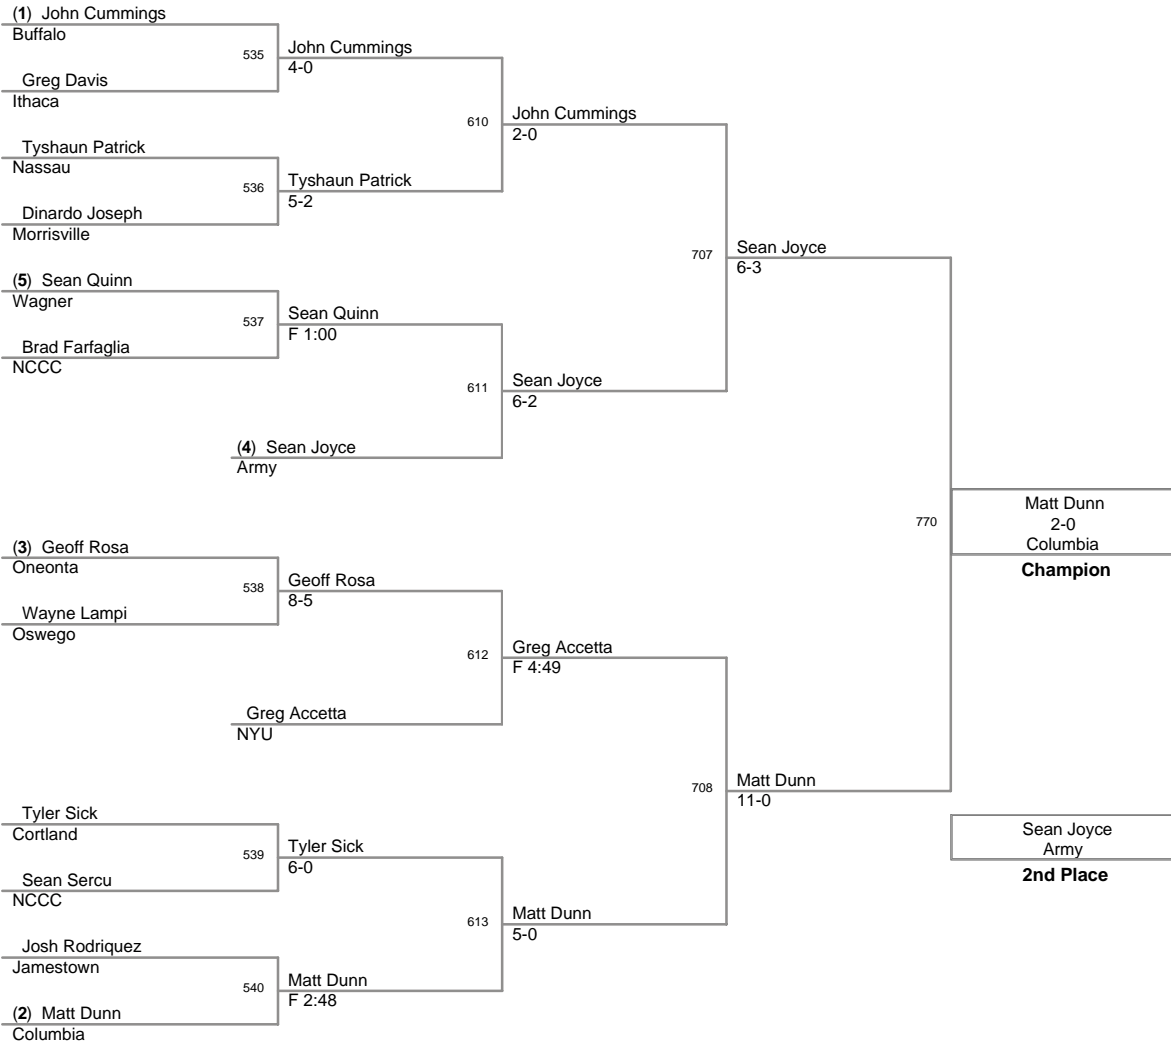 (1) John Cummings
Buffalo
535
John Cummings
4-0
Greg Davis
Ithaca
610
John Cummings
2-0
Tyshaun Patrick
Nassau
536
Tyshaun Patrick
5-2
Dinardo Joseph
Morrisville
707
Sean Joyce
6-3
(5) Sean Quinn
Wagner
537
Sean Quinn
F 1:00
Brad Farfaglia
NCCC
611
Sean Joyce
6-2
(4) Sean Joyce
Army
770
Matt Dunn
2-0
Columbia
Champion
(3) Geoff Rosa
Oneonta
538
Geoff Rosa
8-5
Wayne Lampi
Oswego
612
Greg Accetta
F 4:49
Greg Accetta
NYU
708
Matt Dunn
11-0
Tyler Sick
Cortland
539
Tyler Sick
6-0
Sean Sercu
NCCC
613
Matt Dunn
5-0
Josh Rodriquez
Jamestown
540
Matt Dunn
F 2:48
(2) Matt Dunn
Columbia
Sean Joyce
Army
2nd Place